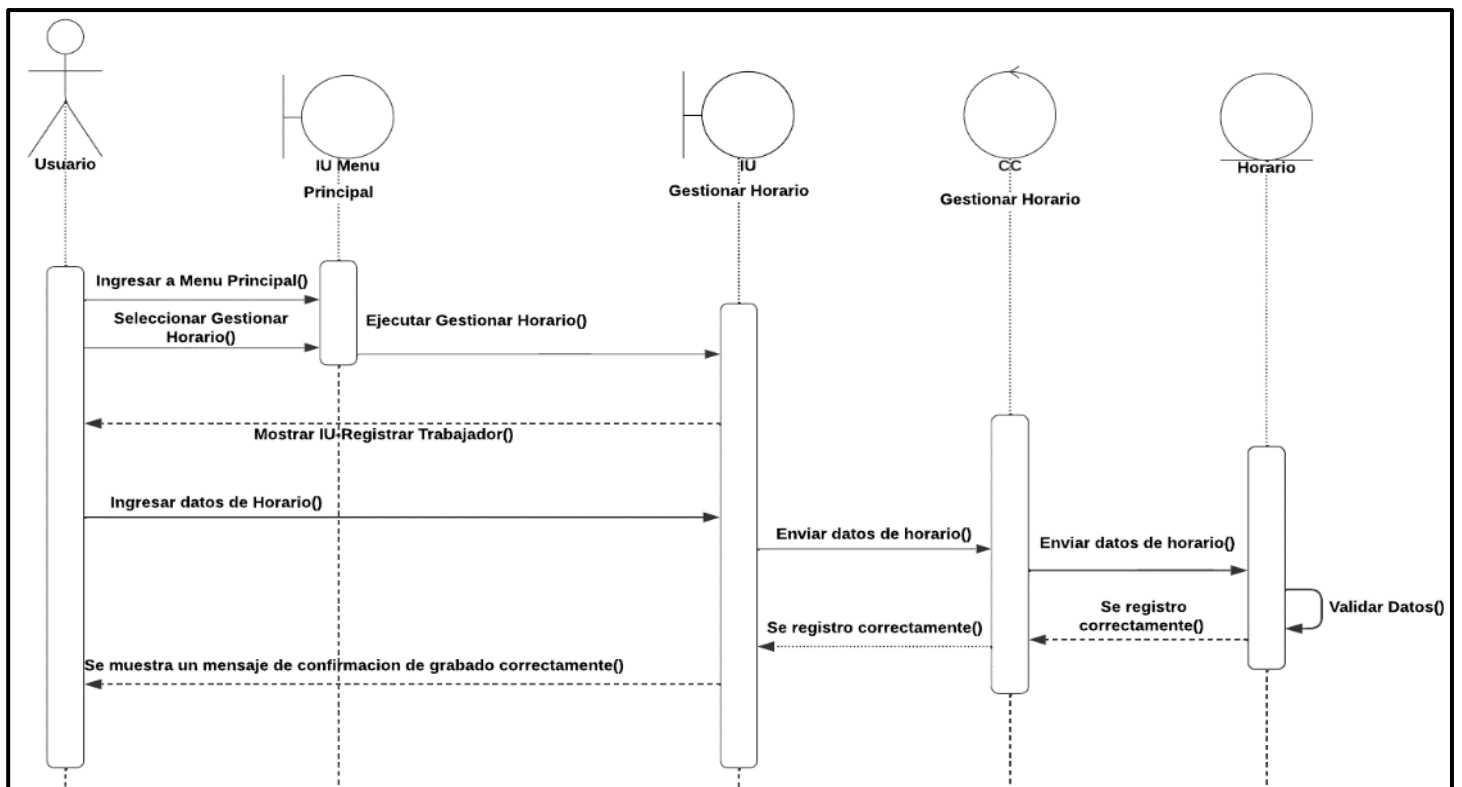 Usuario
IU Menu
Principal
IU
Gestionar Horario
CC
Gestionar Horario
Horario
Ingresar a Menu Principal()
Seleccionar Gestionar
Horario()
Ejecutar Gestionar Horario()
Mostrar IU-Registrar Trabajador()
Ingresar datos de Horario()
Enviar datos de horario()
Enviar datos de horario()
Validar Datos()
Se registro
correctamente()
Se registro correctamente()
Se muestra un mensaje de confirmacion de grabado correctamente()